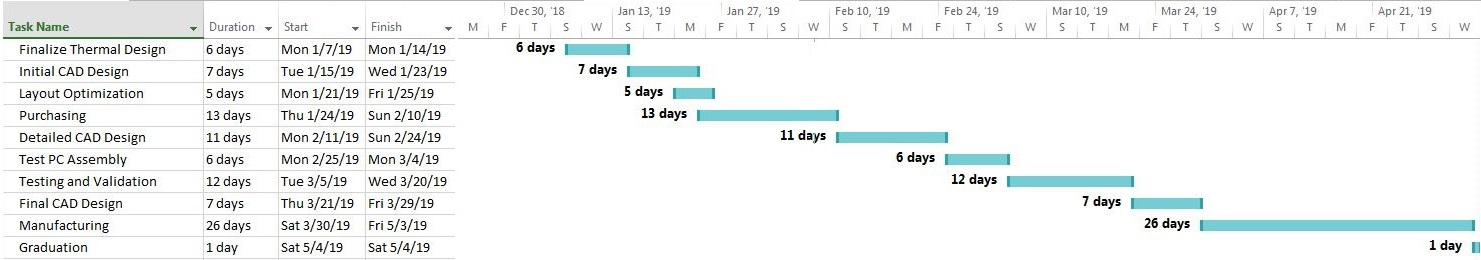 Dec 30, '18 Jan 13, '19 Jan 27, '19 Feb 10, '19 Feb 24, '19 Mar 10, '19 Mar 24, '19 Apr 7, '19 Apr 21, '19
Task Name Duration Start Finish M F T S W S T M F T S W S T M F T S W S T M F T S W S T M F T S W
Finalize Thermal Design 6 days Mon 1/7/19 Mon 1/14/19 6 days
Initial CAD Design 7 days Tue 1/15/19 Wed 1/23/19 7 days
Layout Optimization 5 days Mon 1/21/19 Fri 1/25/19 5 days
Purchasing 13 days Thu 1/24/19 Sun 2/10/19 13 days
Detailed CAD Design 11 days Mon 2/11/19 Sun 2/24/19 11 days
Test PC Assembly 6 days Mon 2/25/19 Mon 3/4/19 6 days
Testing and Validation 12 days Tue 3/5/19 Wed 3/20/19 12 days
Final CAD Design 7 days Thu 3/21/19 Fri 3/29/19 7 days
Manufacturing 26 days Sat 3/30/19 Fri 5/3/19 26 days
Graduation 1 day Sat 5/4/19 Sat 5/4/19 1 day